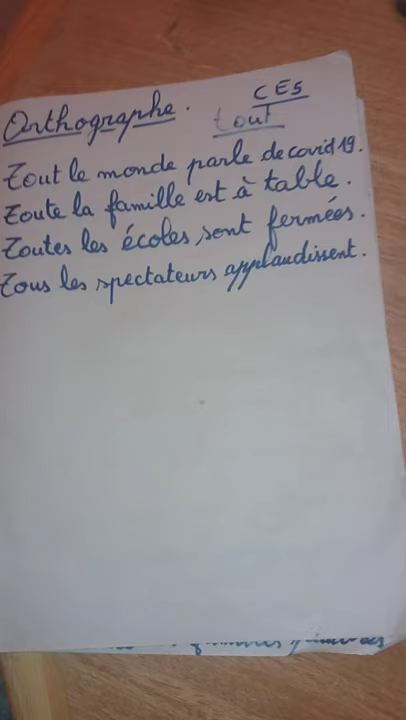 CE5
Orthographe. tout
Tout le monde parle de covid 19.
Toute la famille est à table.
Toutes les écoles sont fermées.
Tous les spectateurs applaudissent.